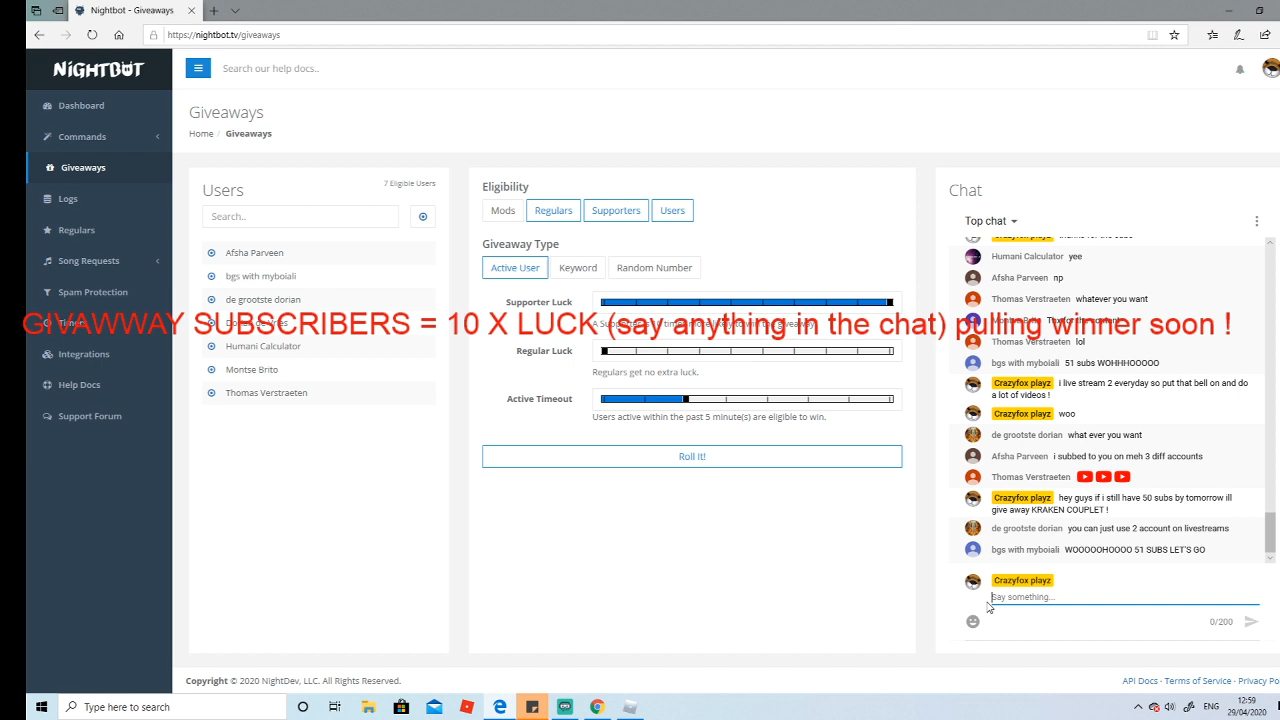 Nightbot - Giveaways
https://nightbot.tv/giveaways
NiGHTBOT
Search our help docs..
Dashboard
Commands
Giveaways
Logs
Regulars
Song Requests
Spam Protection
Timers
Integrations
Help Docs
Support Forum
Giveaways
Home / Giveaways
Users
7 Eligible Users
Search..
Afsha Parveen
bgs with myboiali
de grootste dorian
Humani Calculator
Montse Brito
Thomas Verstraeten
GIVAWWAY SUBSCRIBERS = 10 X LUCK (say anything in the chat) pulling winner soon !
Eligibility
Mods
Regulars
Supporters
Users
Giveaway Type
Active User
Keyword
Random Number
Supporter Luck
Regular Luck
Regulars get no extra luck.
Active Timeout
Users active within the past 5 minute(s) are eligible to win.
Roll It!
Chat
Top chat
Humani Calculator yee
Afsha Parveen np
Thomas Verstraeten whatever you want
Thomas Verstraeten lol
bgs with myboiali 51 subs WOHHHOOOOO
Crazyfox playz i live stream 2 everyday so put that bell on and do
a lot of videos !
Crazyfox playz woo
de grootste dorian what ever you want
Afsha Parveen i subbed to you on meh 3 diff accounts
Thomas Verstraeten
Crazyfox playz hey guys if i still have 50 subs by tomorrow ill
give away KRAKEN COUPLET !
de grootste dorian you can just use 2 account on livestreams
bgs with myboiali WOOOOOHOOOO 51 SUBS LET'S GO
Crazyfox playz
Say something...
0/200
Copyright © 2020 NightDev, LLC. All Rights Reserved.
API Docs - Terms of Service - Privacy Po
Type here to search
ENG
12:59
29/04/2020